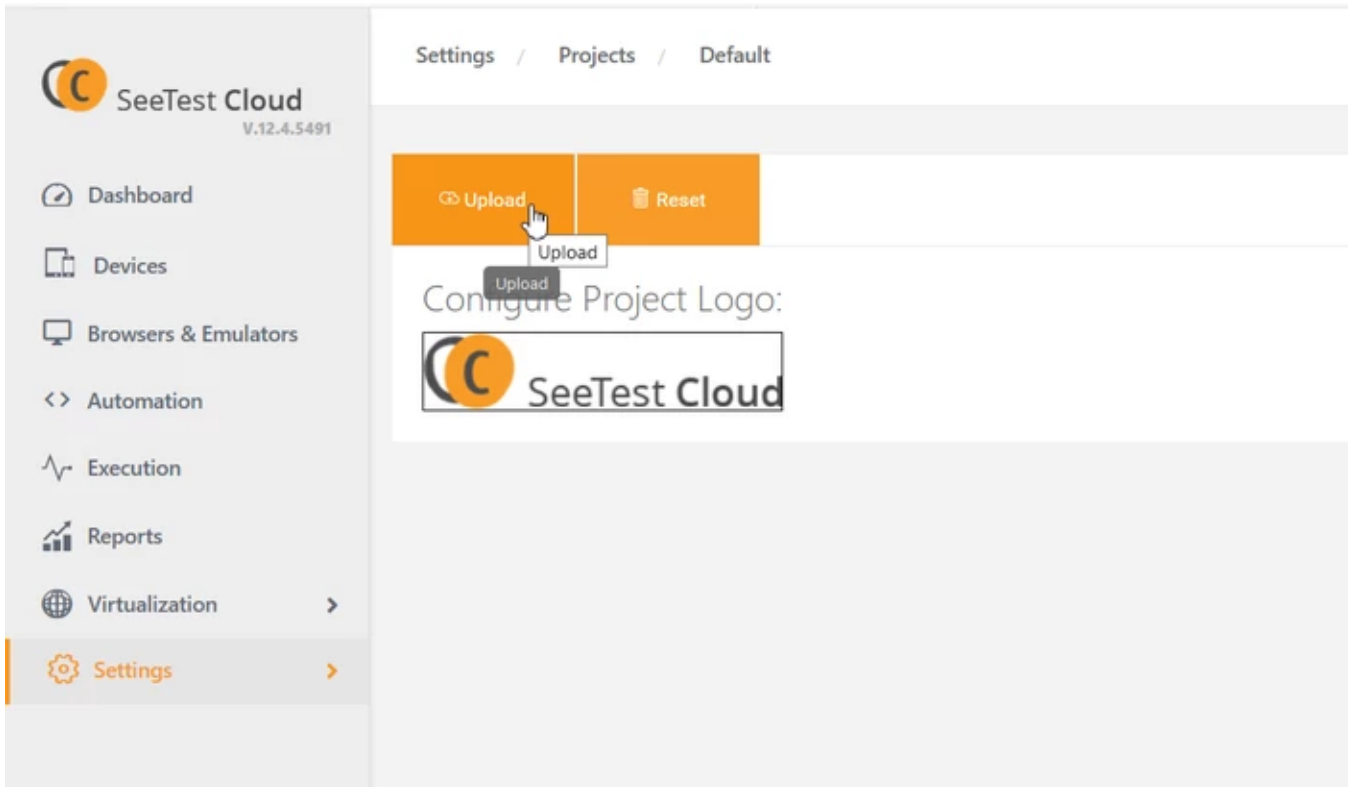 SeeTest Cloud
V.12.4.5491
Dashboard
Devices
Browsers & Emulators
Automation
Execution
Reports
Virtualization
Settings
Settings / Projects / Default
Upload
Reset
Upload
Upload
Configure Project Logo:
SeeTest Cloud